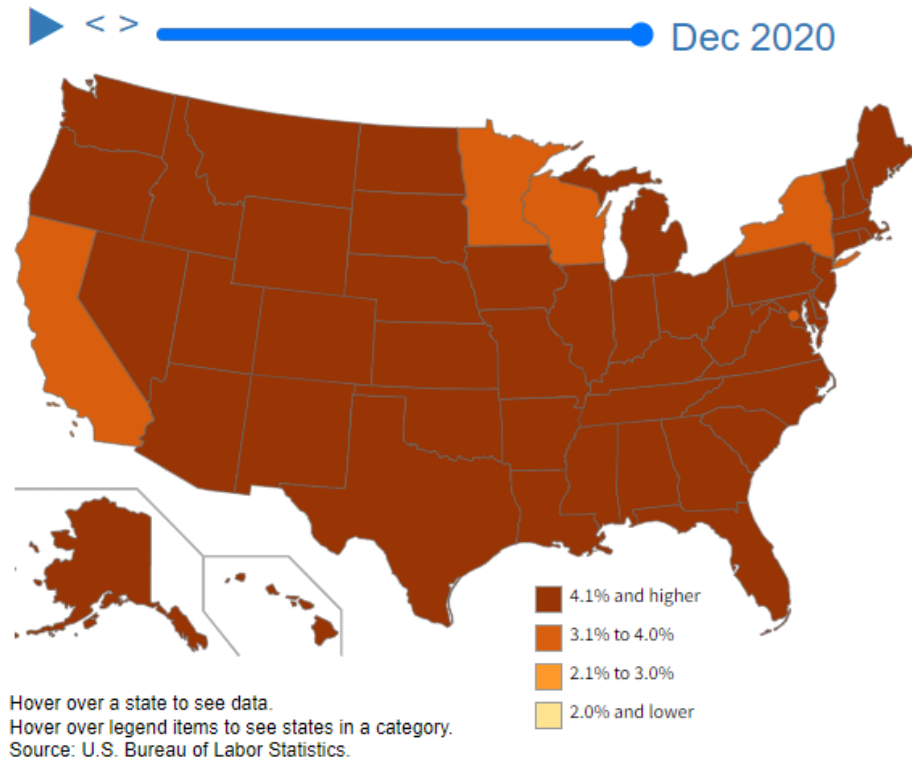 < >
Dec 2020
4.1% and higher
3.1% to 4.0%
2.1% to 3.0%
2.0% and lower
Hover over a state to see data.
Hover over legend items to see states in a category.
Source: U.S. Bureau of Labor Statistics.